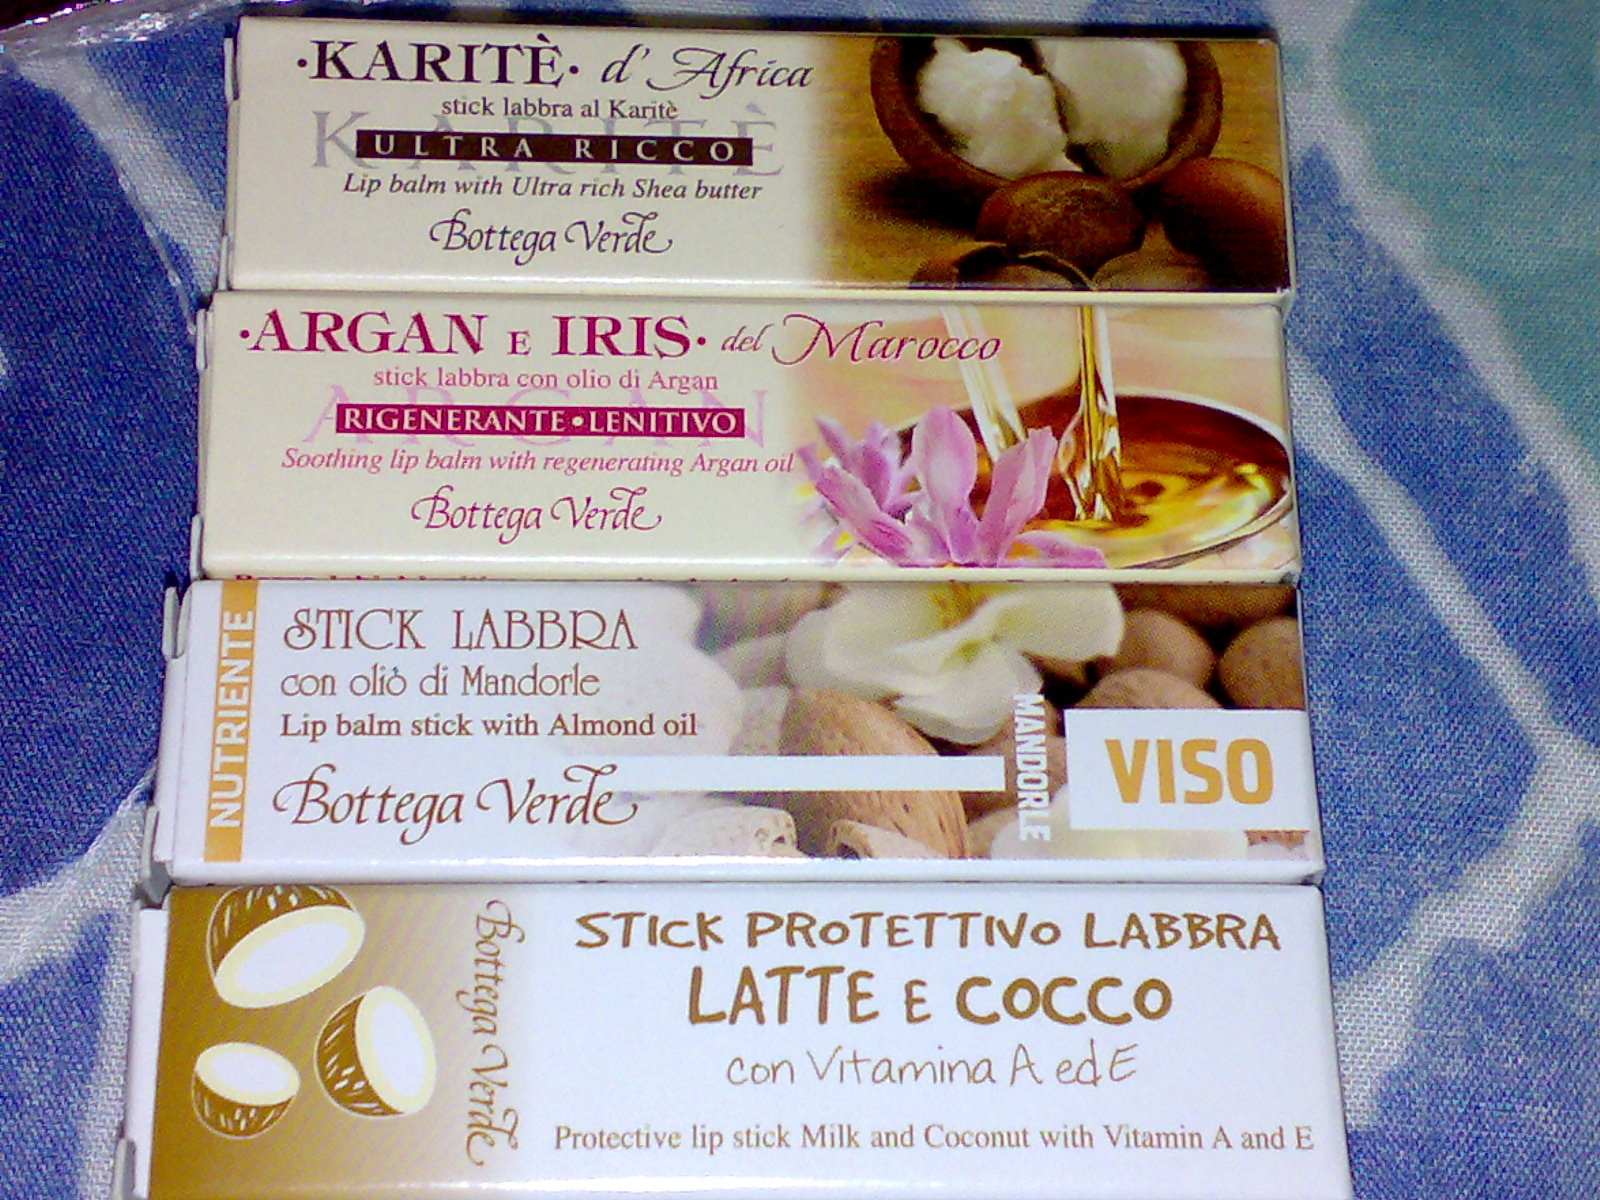 ·KARITÈ· d' Africa
stick labbra al Karitè
KARITÈ
ULTRA RICCO
Lip balm with Ultra rich Shea butter
Bottega Verde
·ARGAN E IRIS· del Marocco
stick labbra con olio di Argan
ARGAN
RIGENERANTE•LENITIVO
Soothing lip balm with regenerating Argan oil
Bottega Verde
NUTRIENTE
STICK LABBRA
con olio di Mandorle
Lip balm stick with Almond oil
Bottega Verde
MANDORLE
VISO
Bottega Verde
STICK PROTETTIVO LABBRA
LATTE E COCCO
con Vitamina A ed E
Protective lip stick Milk and Coconut with Vitamin A and E